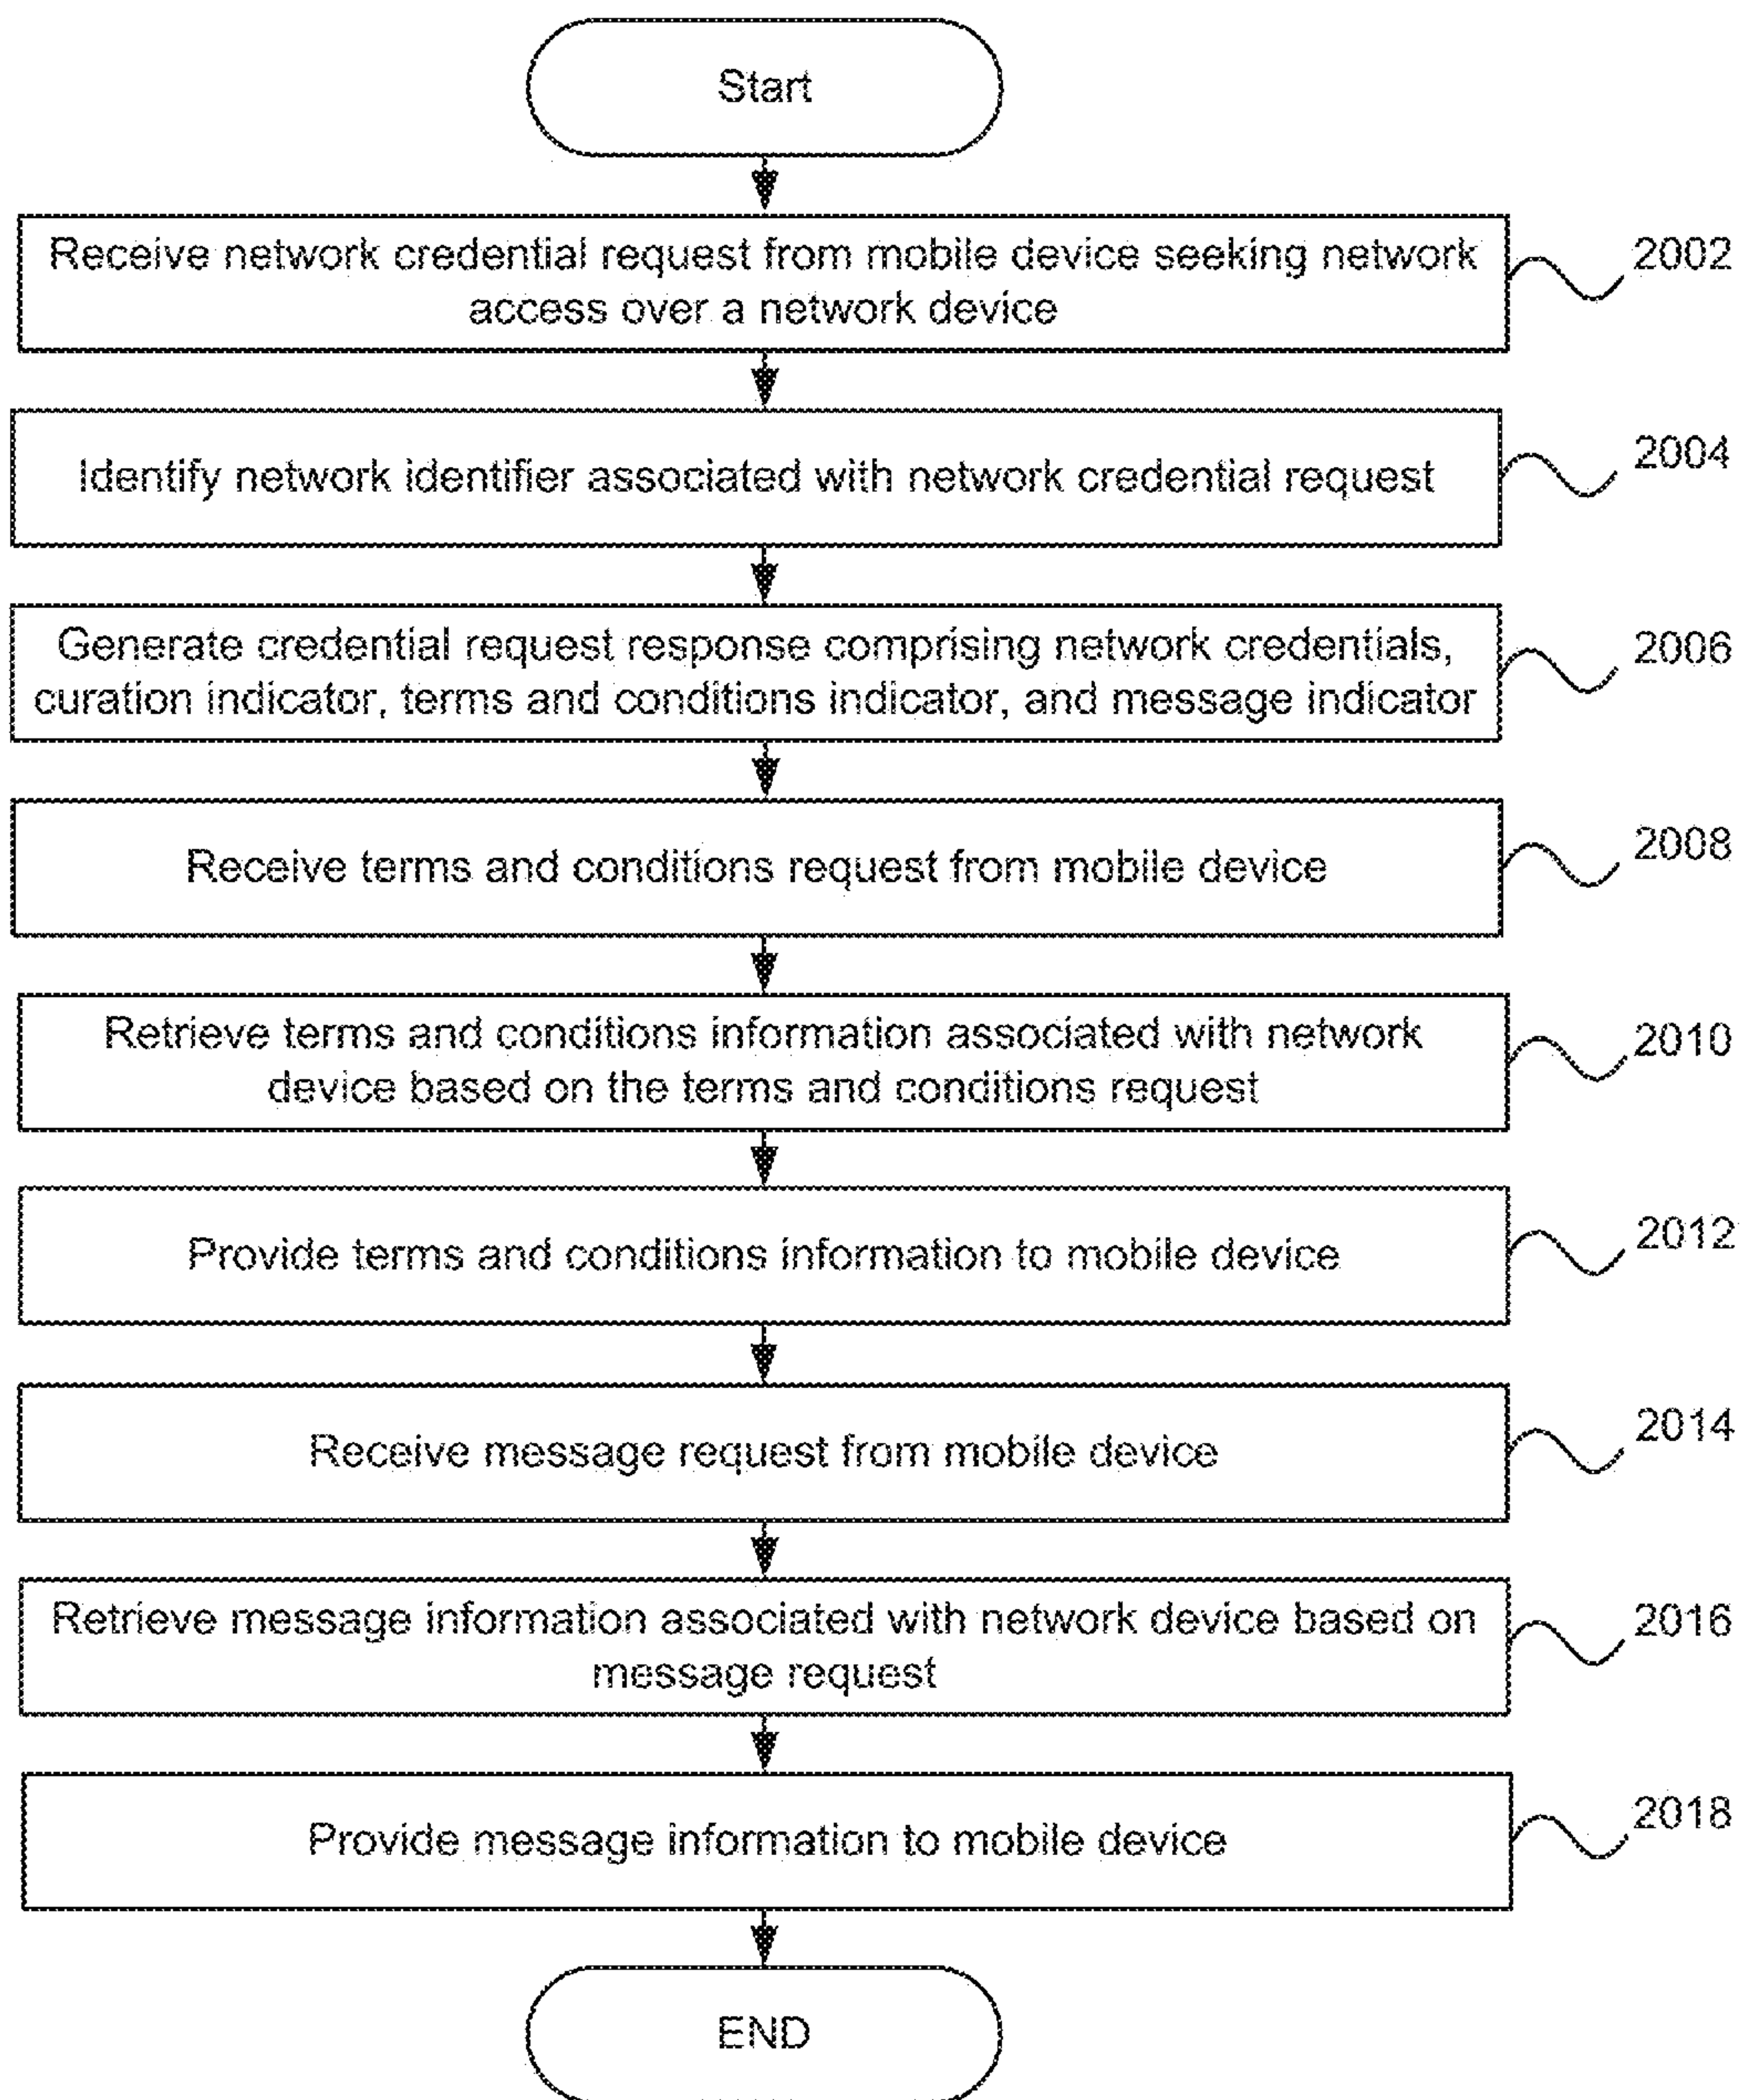 Start
Receive network credential request from mobile device seeking network
access over a network device
2002
Identify network identifier associated with network credential request
2004
Generate credential request response comprising network credentials,
curation indicator, terms and conditions indicator, and message indicator
2006
Receive terms and conditions request from mobile device
2008
Retrieve terms and conditions information associated with network
device based on the terms and conditions request
2010
Provide terms and conditions information to mobile device
2012
Receive message request from mobile device
2014
Retrieve message information associated with network device based on
message request
2016
Provide message information to mobile device
2018
END